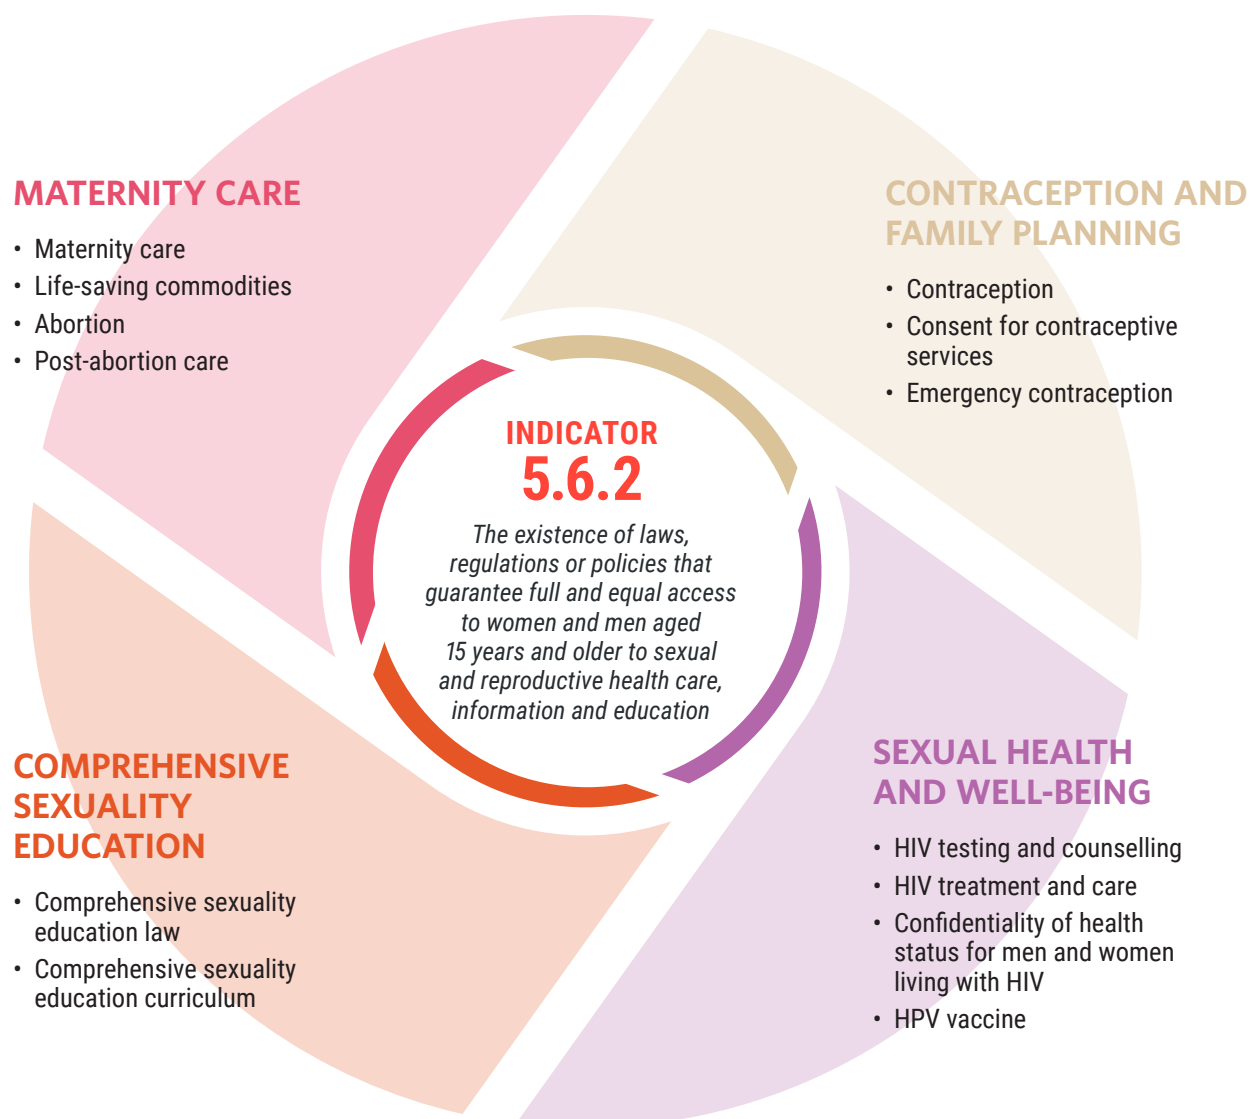 MATERNITY CARE
• Maternity care
• Life-saving commodities
• Abortion
• Post-abortion care
CONTRACEPTION AND
FAMILY PLANNING
• Contraception
• Consent for contraceptive
services
• Emergency contraception
INDICATOR
5.6.2
The existence of laws,
regulations or policies that
guarantee full and equal access
to women and men aged
15 years and older to sexual
and reproductive health care,
information and education
COMPREHENSIVE
SEXUALITY
EDUCATION
• Comprehensive sexuality
education law
• Comprehensive sexuality
education curriculum
SEXUAL HEALTH
AND WELL-BEING
• HIV testing and counselling
• HIV treatment and care
• Confidentiality of health
status for men and women
living with HIV
• HPV vaccine